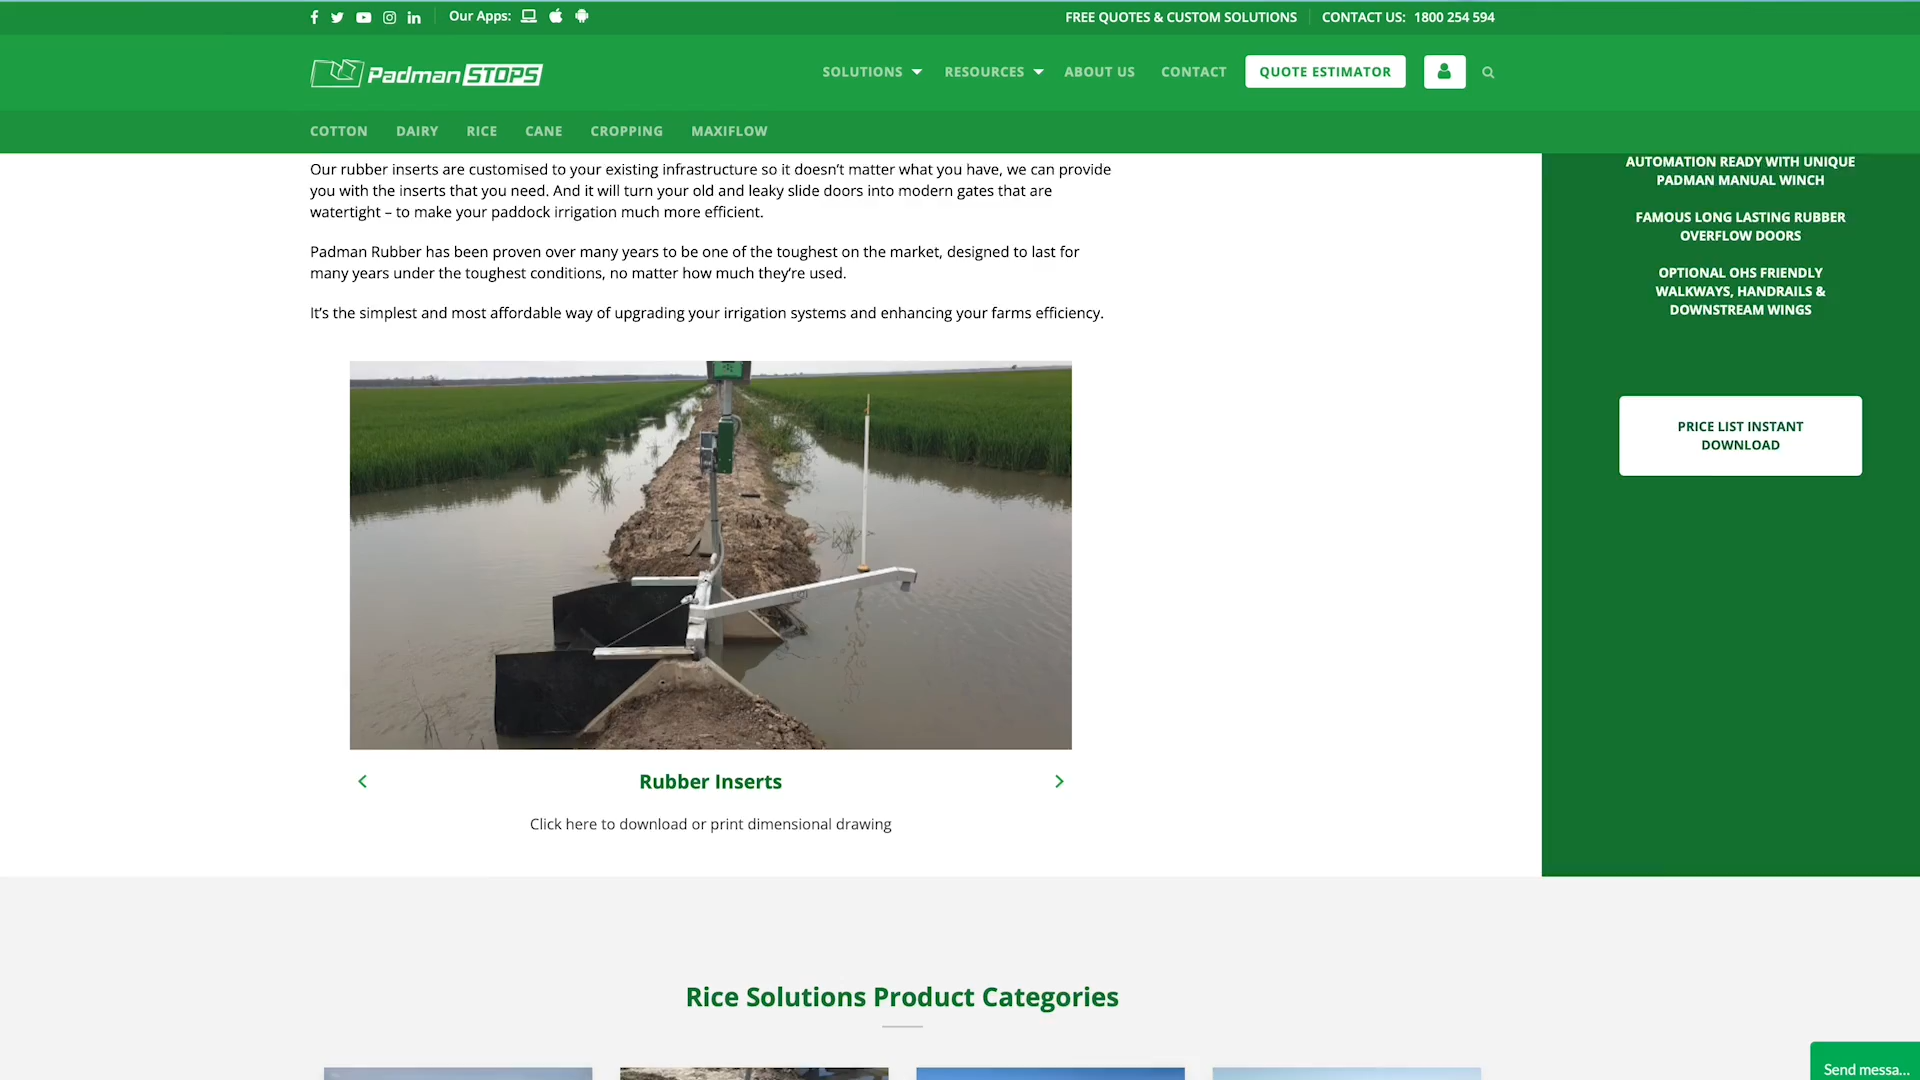 Our Apps:
FREE QUOTES & CUSTOM SOLUTIONS
CONTACT US: 1800 254 594
Padman STOPS
SOLUTIONS
RESOURCES
ABOUT US
CONTACT
QUOTE ESTIMATOR
COTTON
DAIRY
RICE
CANE
CROPPING
MAXIFLOW
Our rubber inserts are customised to your existing infrastructure so it doesn’t matter what you have, we can provide
you with the inserts that you need. And it will turn your old and leaky slide doors into modern gates that are
watertight – to make your paddock irrigation much more efficient.
Padman Rubber has been proven over many years to be one of the toughest on the market, designed to last for
many years under the toughest conditions, no matter how much they’re used.
It’s the simplest and most affordable way of upgrading your irrigation systems and enhancing your farms efficiency.
Rubber Inserts
Click here to download or print dimensional drawing
AUTOMATION READY WITH UNIQUE
PADMAN MANUAL WINCH
FAMOUS LONG LASTING RUBBER
OVERFLOW DOORS
OPTIONAL OHS FRIENDLY
WALKWAYS, HANDRAILS &
DOWNSTREAM WINGS
PRICE LIST INSTANT
DOWNLOAD
Rice Solutions Product Categories
Send messa...